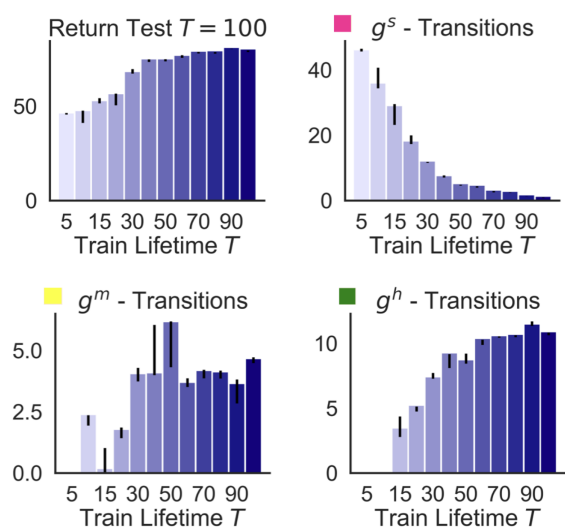 Return Test T = 100
50
0
5 15 30 50 70 90
Train Lifetime T
g^s - Transitions
40
20
0
5 15 30 50 70 90
Train Lifetime T
g^m - Transitions
5.0
2.5
0.0
5 15 30 50 70 90
Train Lifetime T
g^h - Transitions
10
5
0
5 15 30 50 70 90
Train Lifetime T